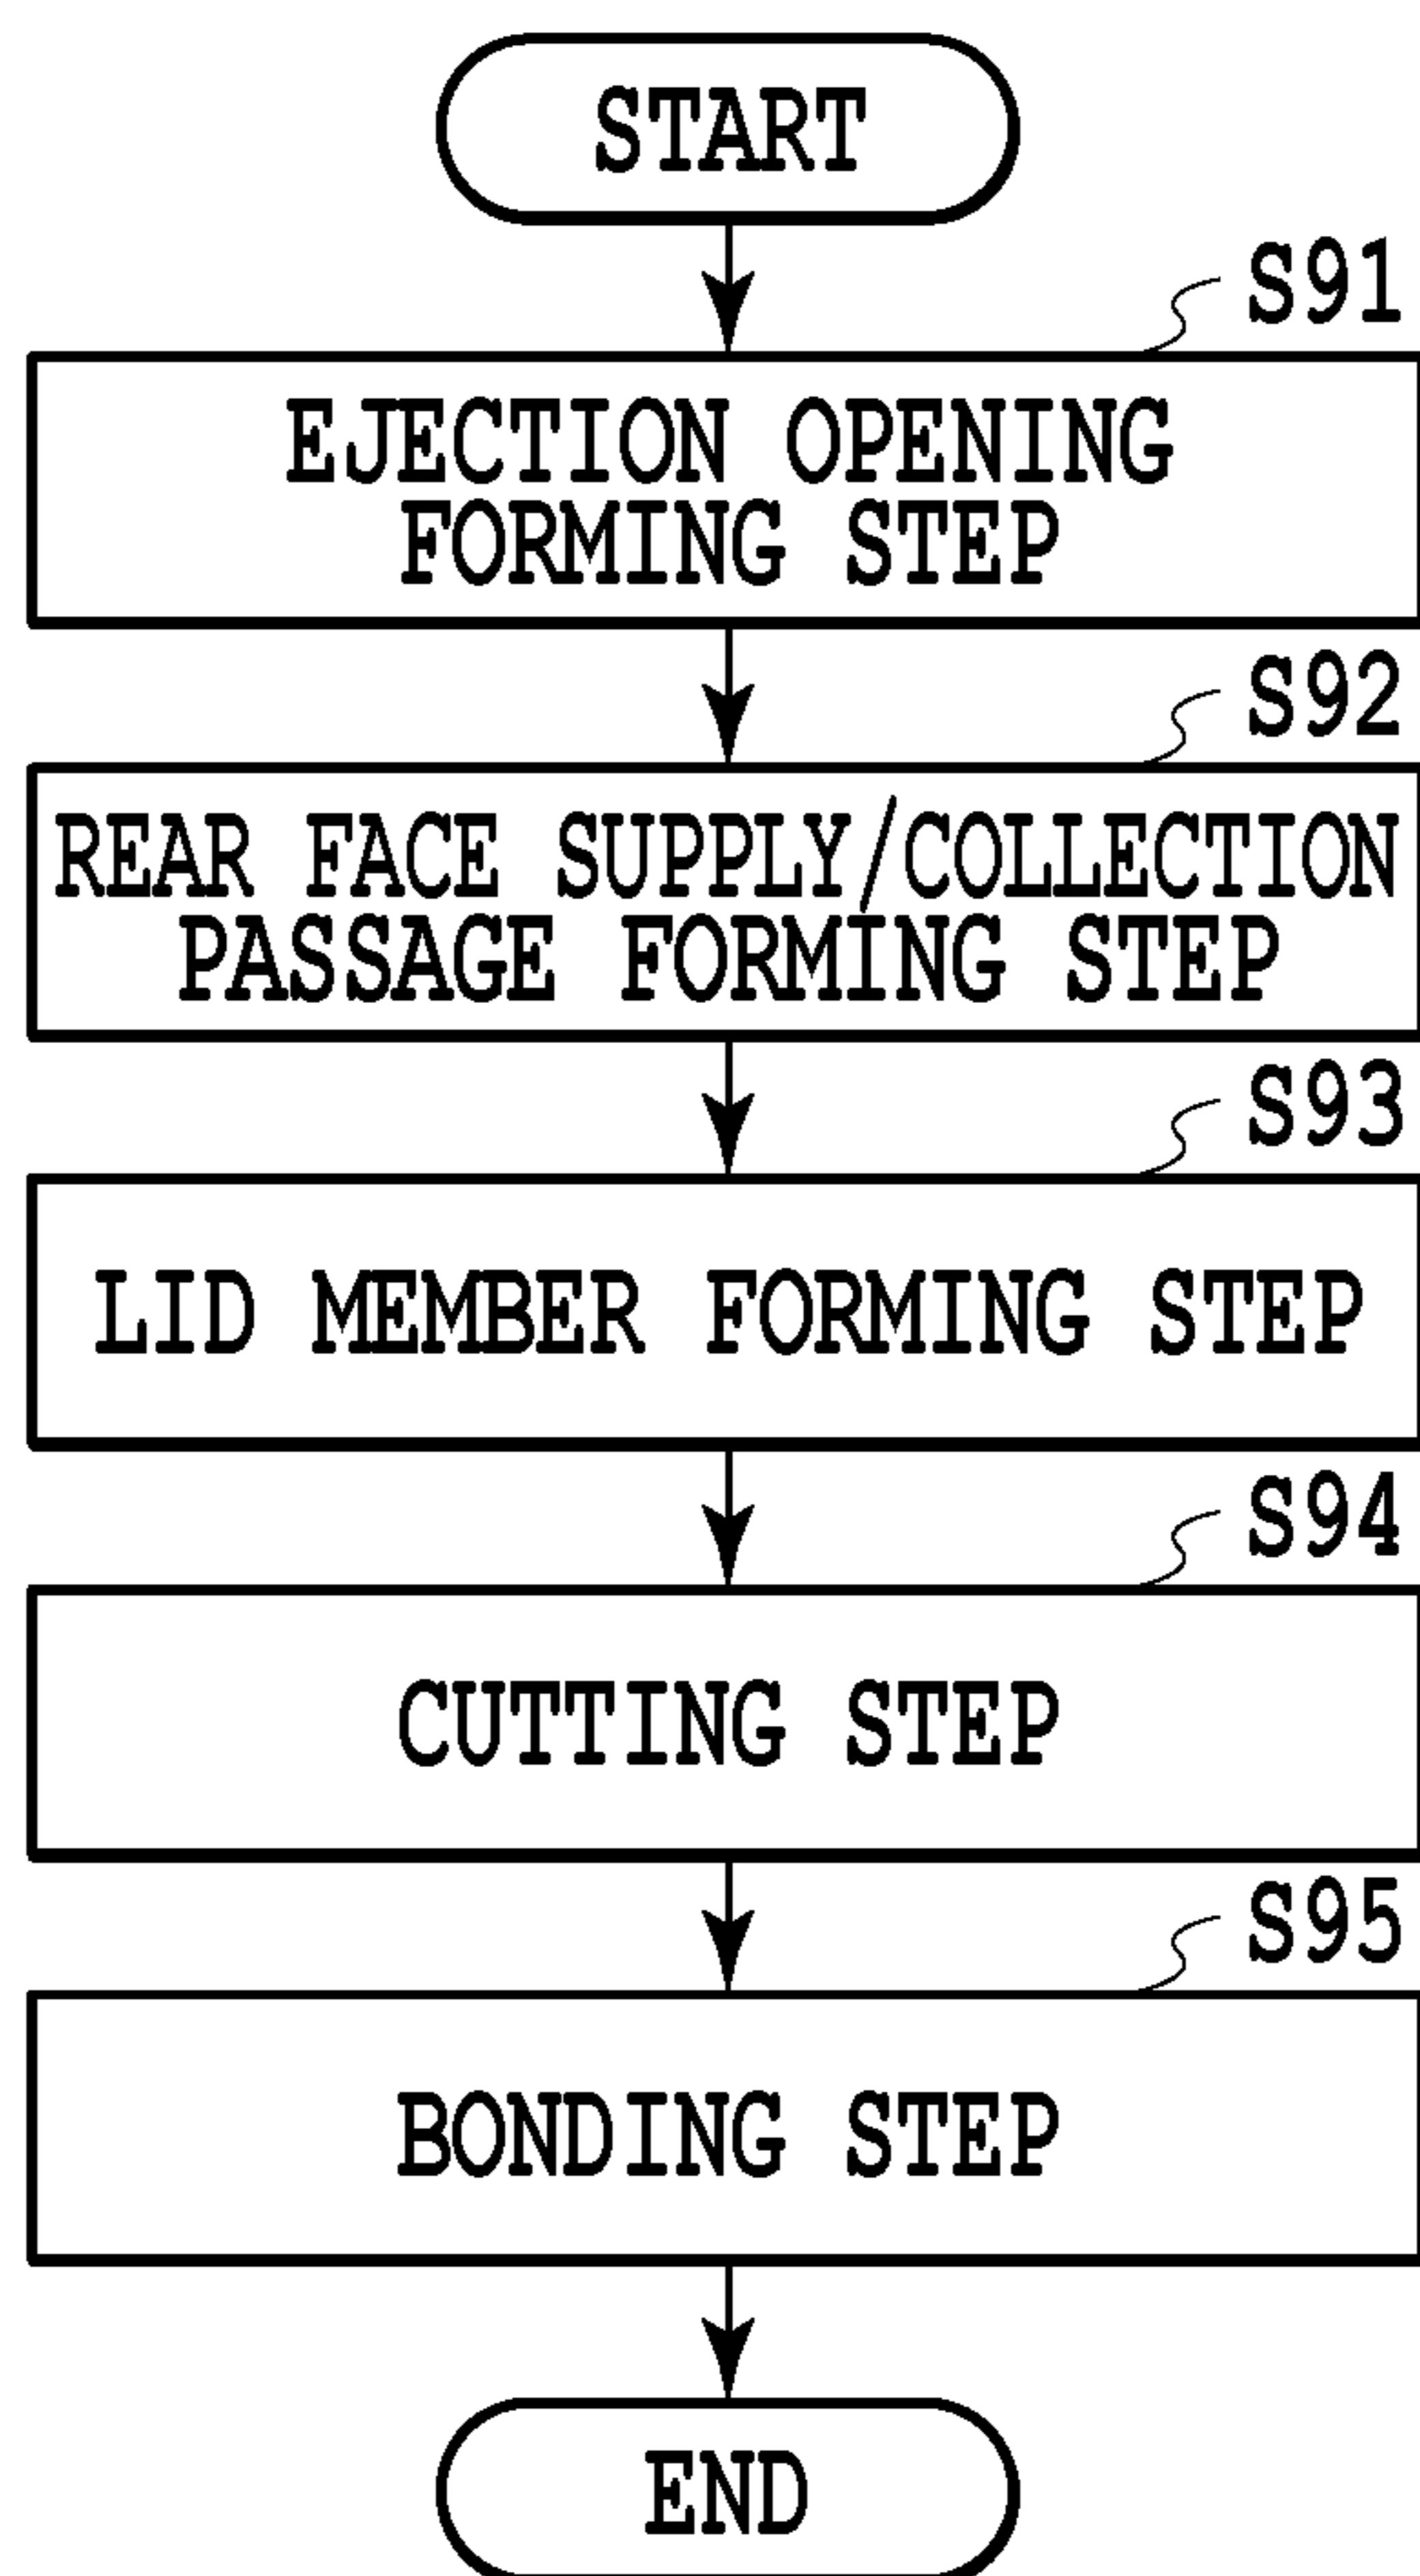 START
S91
EJECTION OPENING
FORMING STEP
S92
REAR FACE SUPPLY/COLLECTION
PASSAGE FORMING STEP
S93
LID MEMBER FORMING STEP
S94
CUTTING STEP
S95
BONDING STEP
END